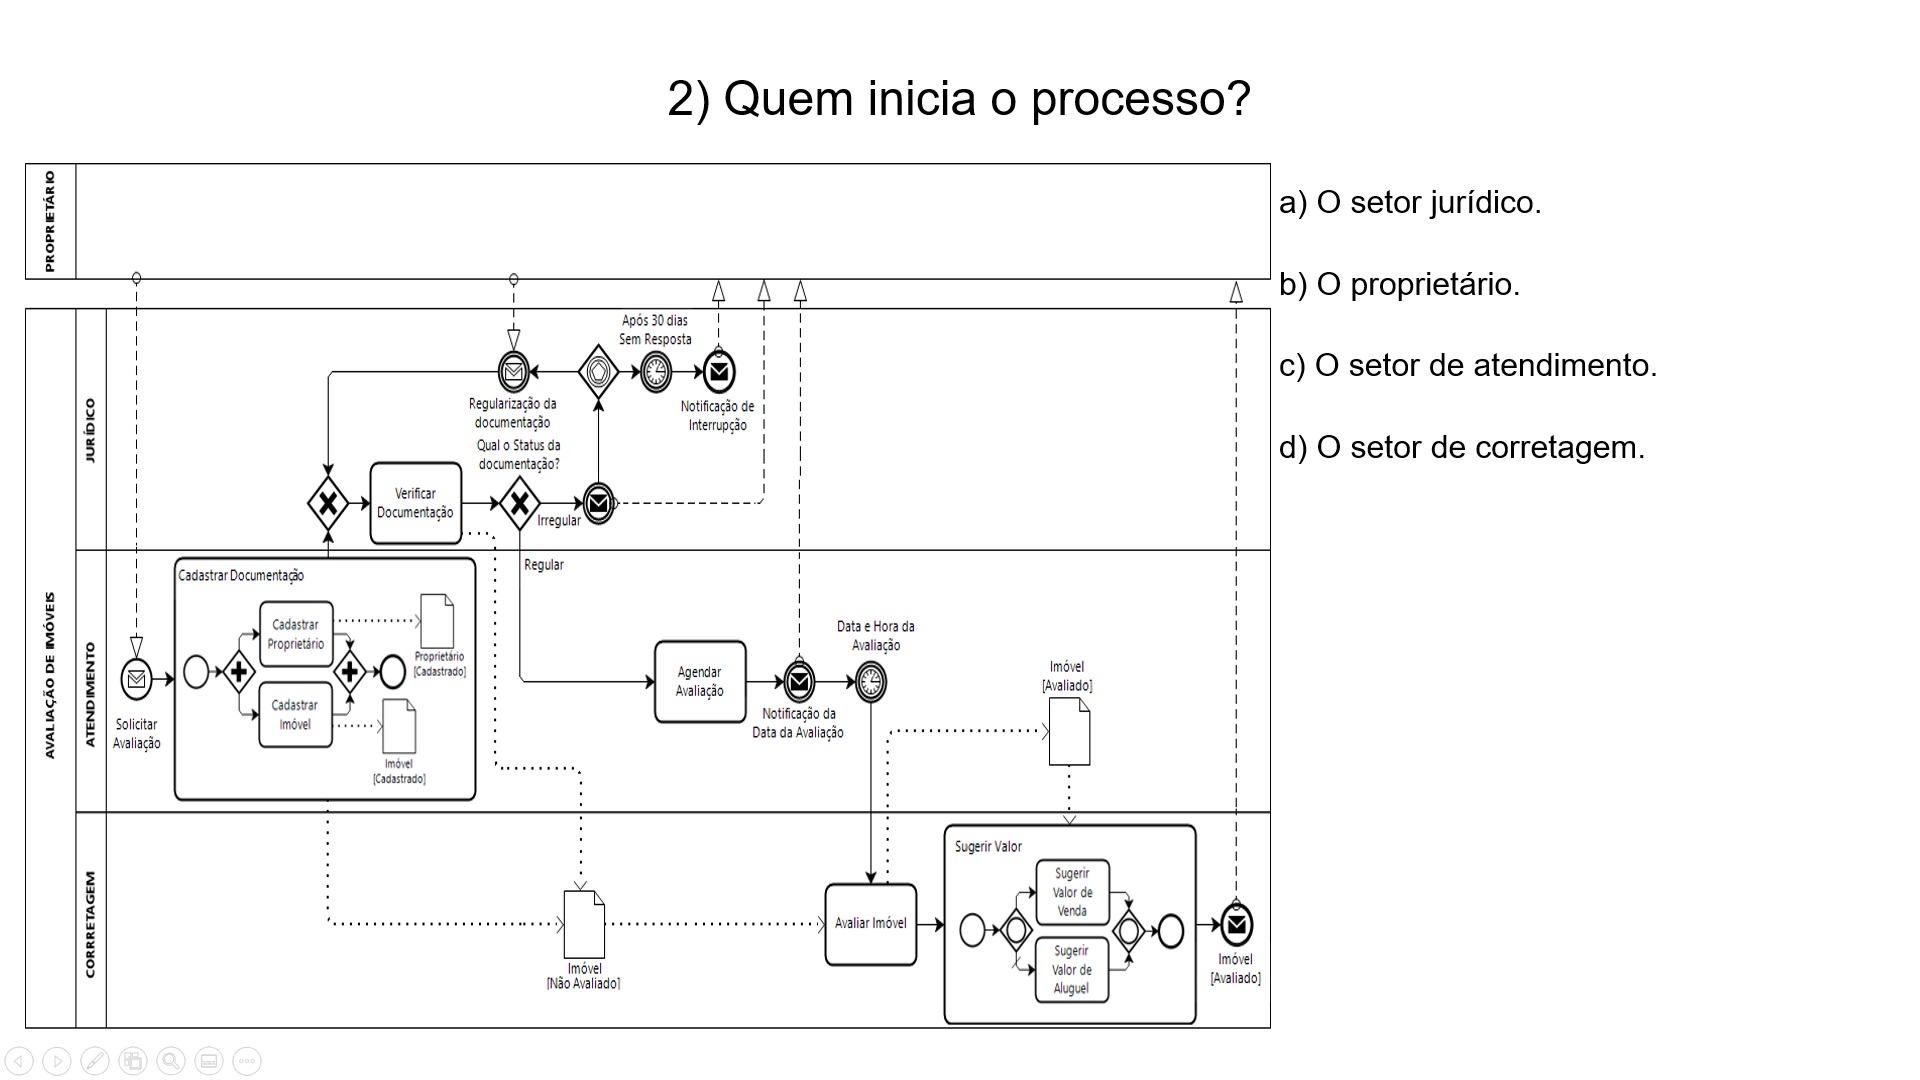 2) Quem inicia o processo?
PROPRIETÁRIO
a) O setor jurídico.
b) O proprietário.
c) O setor de atendimento.
d) O setor de corretagem.
AVALIAÇÃO DE IMÓVEIS
JURÍDICO
Após 30 dias
Sem Resposta
Regularização da
documentação
Notificação de
Interrupção
Qual o Status da
documentação?
Verificar
Documentação
Irregular
Regular
ATENDIMENTO
Solicitar
Avaliação
Cadastrar Documentação
Cadastrar
Proprietário
Cadastrar
Imóvel
Proprietário
[Cadastrado]
Imóvel
[Cadastrado]
Agendar
Avaliação
Notificação da
Data da Avaliação
Data e Hora da
Avaliação
Imóvel
[Avaliado]
CORRETAGEM
Imóvel
[Não Avaliado]
Avaliar Imóvel
Sugerir Valor
Sugerir
Valor de
Venda
Sugerir
Valor de
Aluguel
Imóvel
[Avaliado]